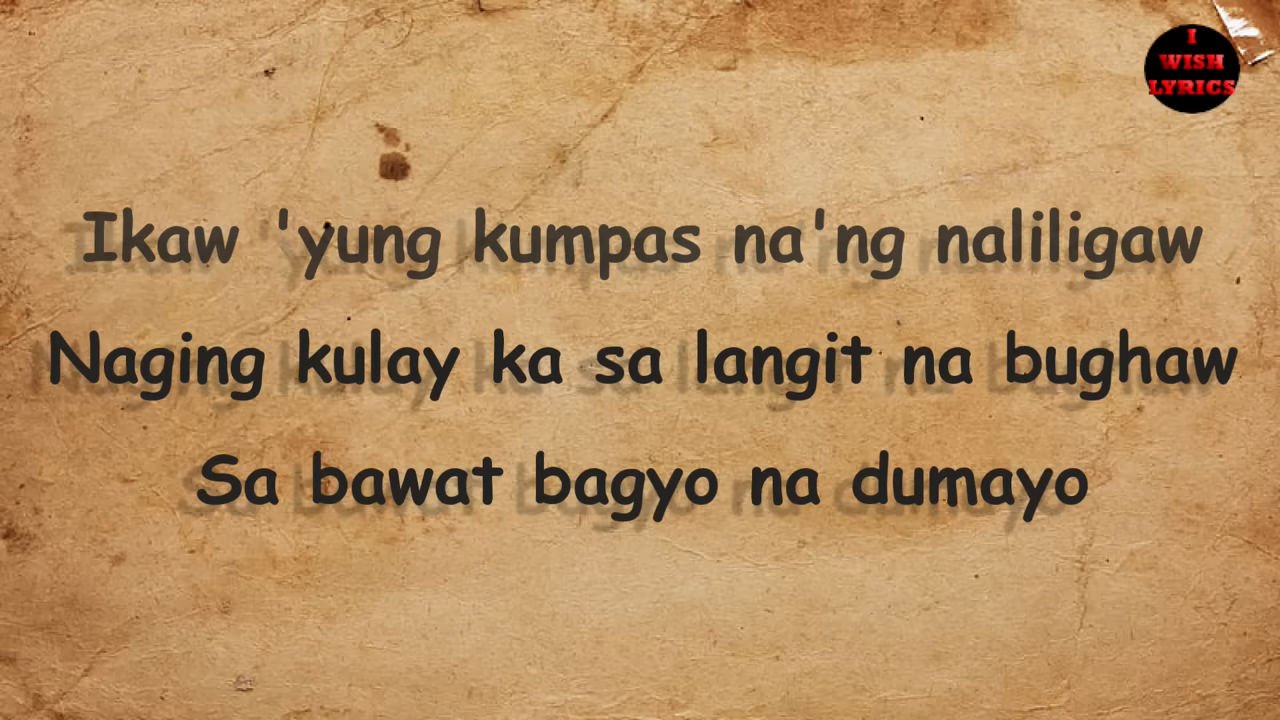 I
WISH
LYRICS
Ikaw 'yung kumpas na'ng naliligaw
Naging kulay ka sa langit na bughaw
Sa bawat bagyo na dumayo